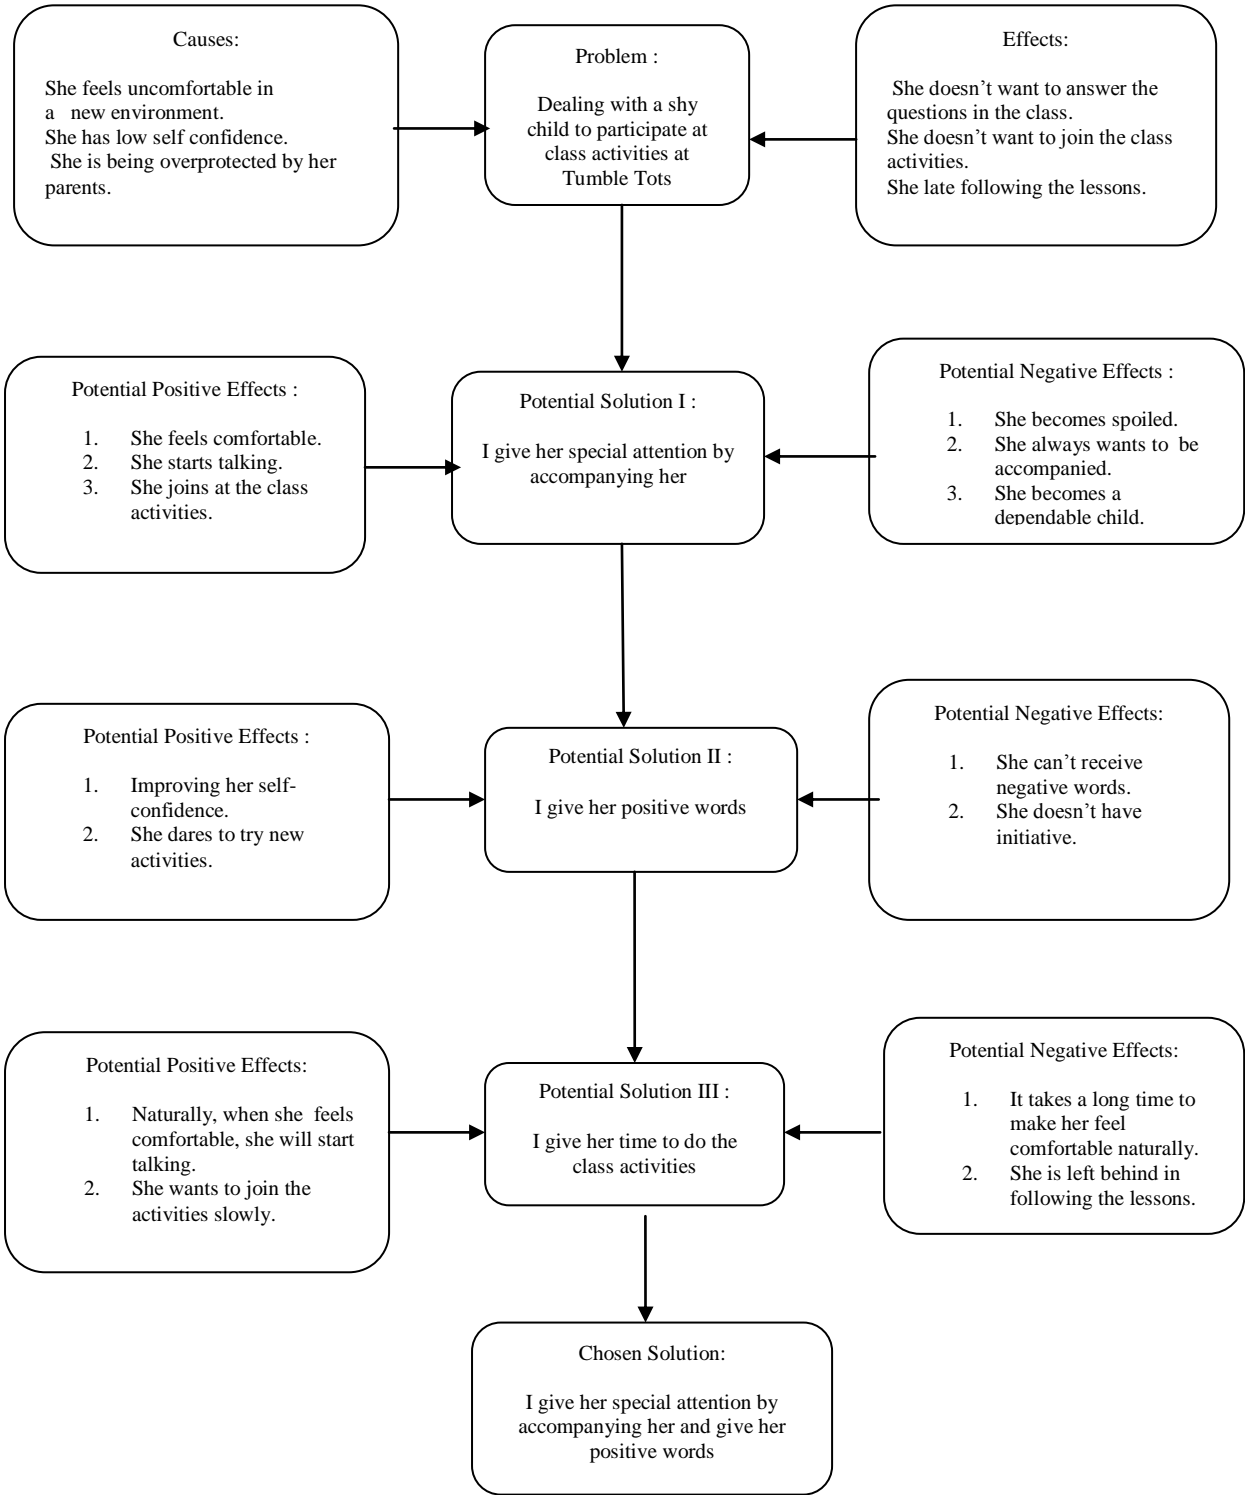 Causes:
She feels uncomfortable in
a new environment.
She has low self confidence.
She is being overprotected by her
parents.
Problem :
Dealing with a shy
child to participate at
class activities at
Tumble Tots
Effects:
She doesn’t want to answer the
questions in the class.
She doesn’t want to join the class
activities.
She late following the lessons.
Potential Positive Effects :
1. She feels comfortable.
2. She starts talking.
3. She joins at the class
activities.
Potential Solution I :
I give her special attention by
accompanying her
Potential Negative Effects :
1. She becomes spoiled.
2. She always wants to be
accompanied.
3. She becomes a
dependable child.
Potential Positive Effects :
1. Improving her self-
confidence.
2. She dares to try new
activities.
Potential Solution II :
I give her positive words
Potential Negative Effects:
1. She can’t receive
negative words.
2. She doesn’t have
initiative.
Potential Positive Effects:
1. Naturally, when she feels
comfortable, she will start
talking.
2. She wants to join the
activities slowly.
Potential Solution III :
I give her time to do the
class activities
Potential Negative Effects:
1. It takes a long time to
make her feel
comfortable naturally.
2. She is left behind in
following the lessons.
Chosen Solution:
I give her special attention by
accompanying her and give her
positive words